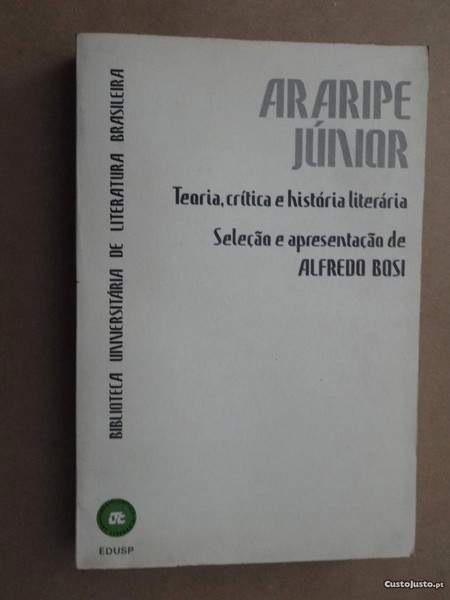 ARARIPE
JÚNIOR
Teoria, crítica e história literária
Seleção e apresentação de
ALFREDO BOSI
BIBLIOTECA UNIVERSITÁRIA DE LITERATURA BRASILEIRA
EDUSP
CustoJusto.pt